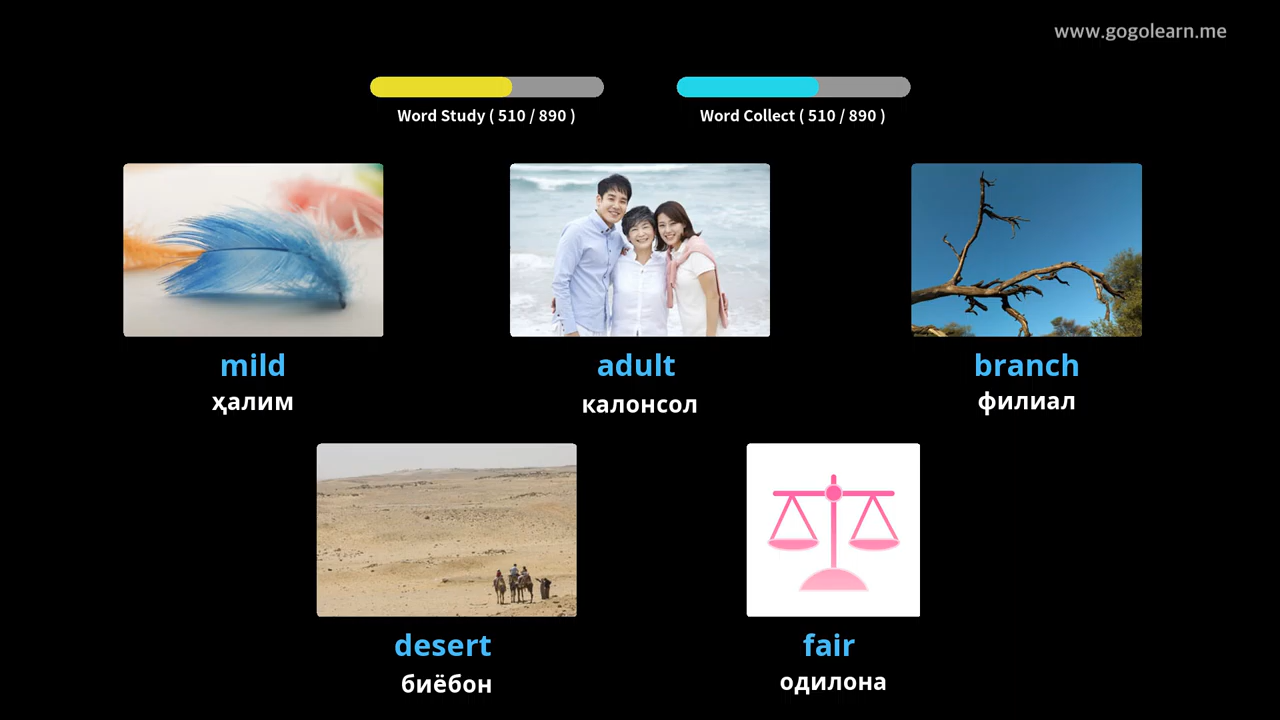 www.gogolearn.me
Word Study ( 510 / 890 )
Word Collect ( 510 / 890 )
mild
ҳалим
adult
калонсол
branch
филиал
desert
биёбон
fair
одилона